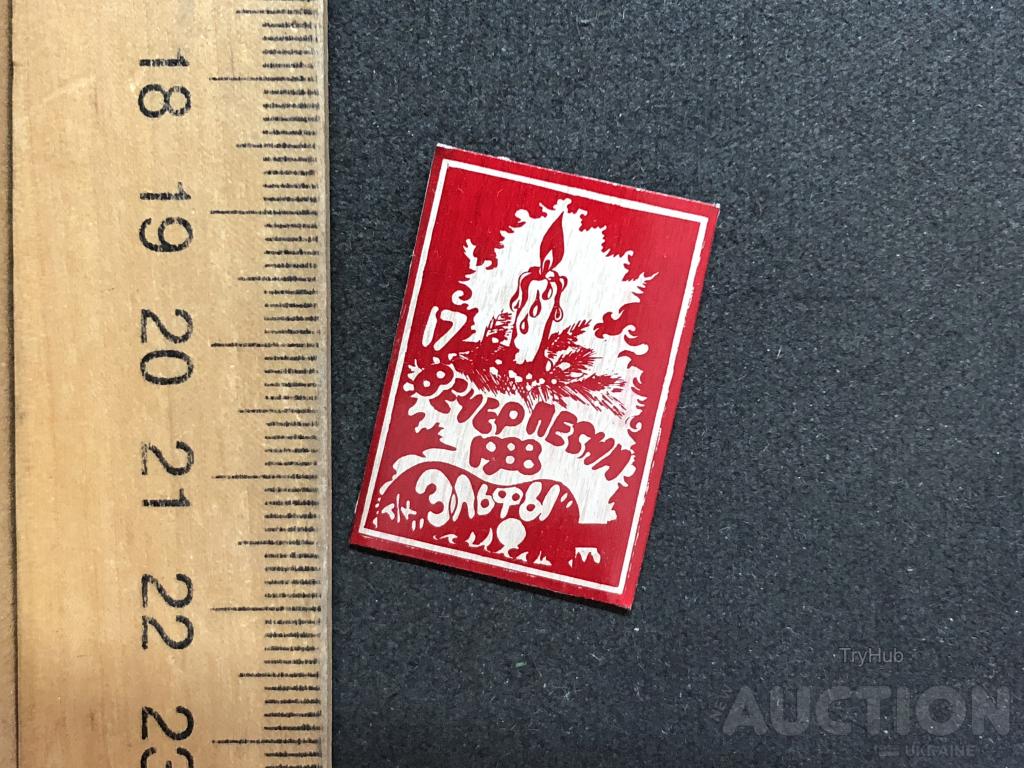 18
19
20
21
22
23
17
ВЕЧЕР ПЕСНИ
1988
"ЭЛЬФЫ"
TryHub
AUCTION
UKRAINE